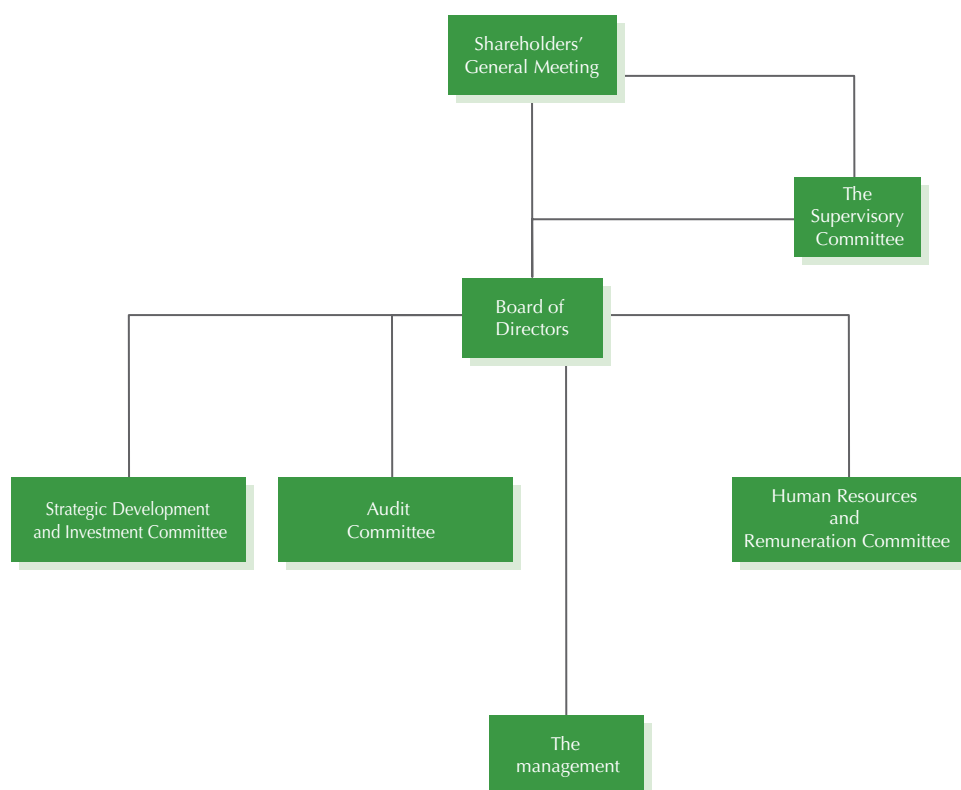 Shareholders’
General Meeting
The
Supervisory
Committee
Board of
Directors
Strategic Development
and Investment Committee
Audit
Committee
Human Resources
and
Remuneration Committee
The
management